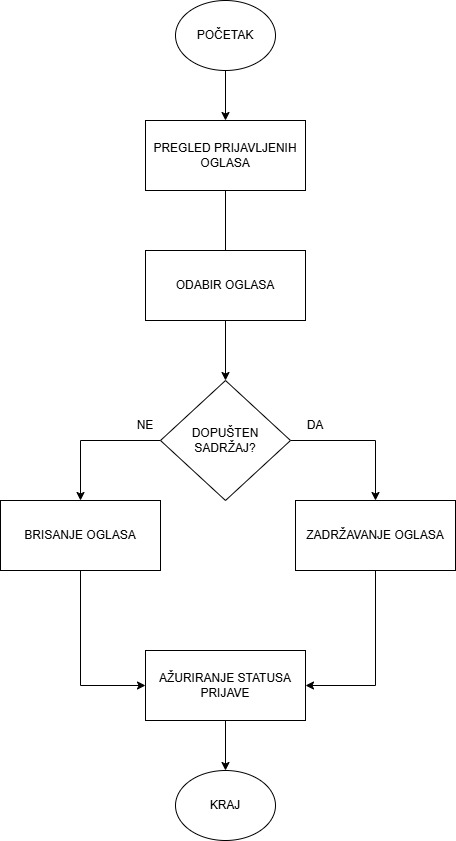 POČETAK
PREGLED PRIJAVLJENIH
OGLASA
ODABIR OGLASA
DOPUŠTEN
SADRŽAJ?
NE
DA
BRISANJE OGLASA
ZADRŽAVANJE OGLASA
AŽURIRANJE STATUSA
PRIJAVE
KRAJ